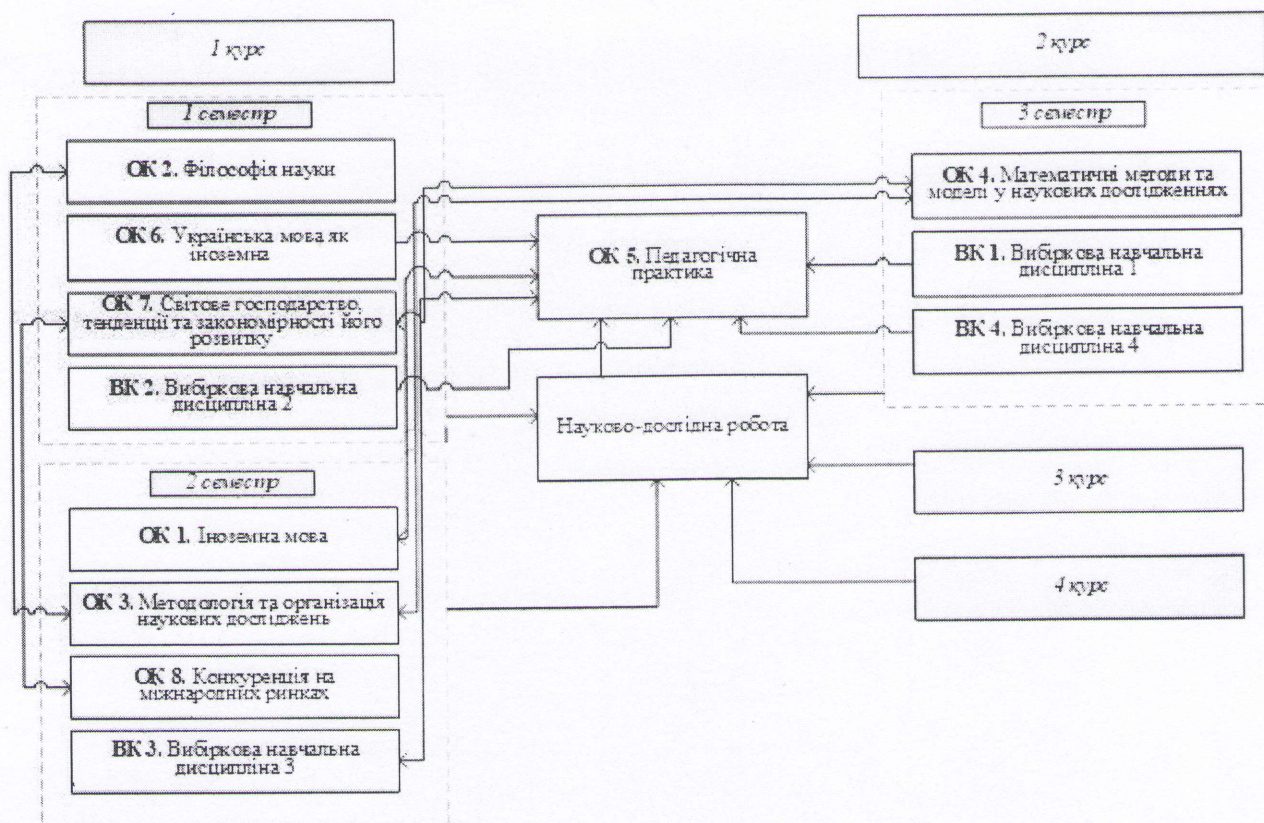 1 курс
2 курс
1 семестр
ОК 2. Філософія науки
ОК 6. Українська мова як
іноземна
ОК 7. Світове господарство,
тенденції та закономірності його
розвитку
ВК 2. Вибіркова навчальна
дисципліна 2
2 семестр
ОК 1. Іноземна мова
ОК 3. Методологія та організація
наукових досліджень
ОК 8. Конкуренція на
міжнародних ринках
ВК 3. Вибіркова навчальна
дисципліна 3
ОК 5. Педагогічна
практика
Науково-дослідна робота
3 семестр
ОК 4. Математичні методи та
моделі у наукових дослідженнях
ВК 1. Вибіркова навчальна
дисципліна 1
ВК 4. Вибіркова навчальна
дисципліна 4
3 курс
4 курс